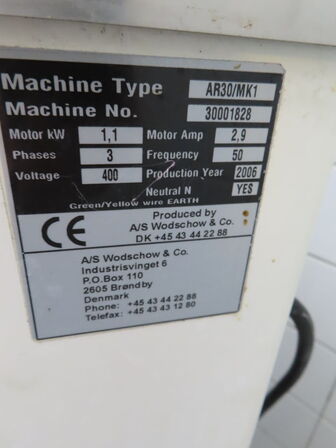 Machine Type AR30/MK1
Machine No. 30001828
Motor kW 1,1 Motor Amp 2,9
Phases 3 Frequency 50
Voltage 400 Production Year 2006
Neutral N YES
Green/Yellow wire EARTH
CE
Produced by
A/S Wodschow & Co.
DK +45 43 44 22 88
A/S Wodschow & Co.
Industrisvinget 6
P.O.Box 110
2605 Brøndby
Denmark
Phone: +45 43 44 22 88
Telefax: +45 43 43 12 80